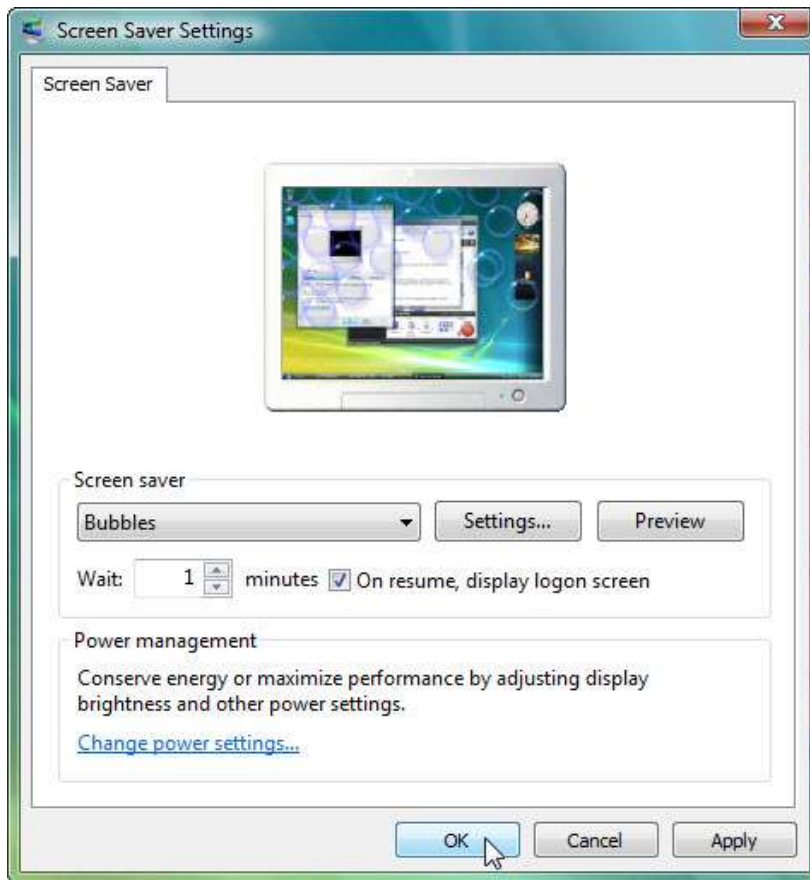 Screen Saver Settings
Screen Saver
Screen saver
Bubbles
Settings...
Preview
Wait: 1 minutes On resume, display logon screen
Power management
Conserve energy or maximize performance by adjusting display
brightness and other power settings.
Change power settings...
OK Cancel Apply